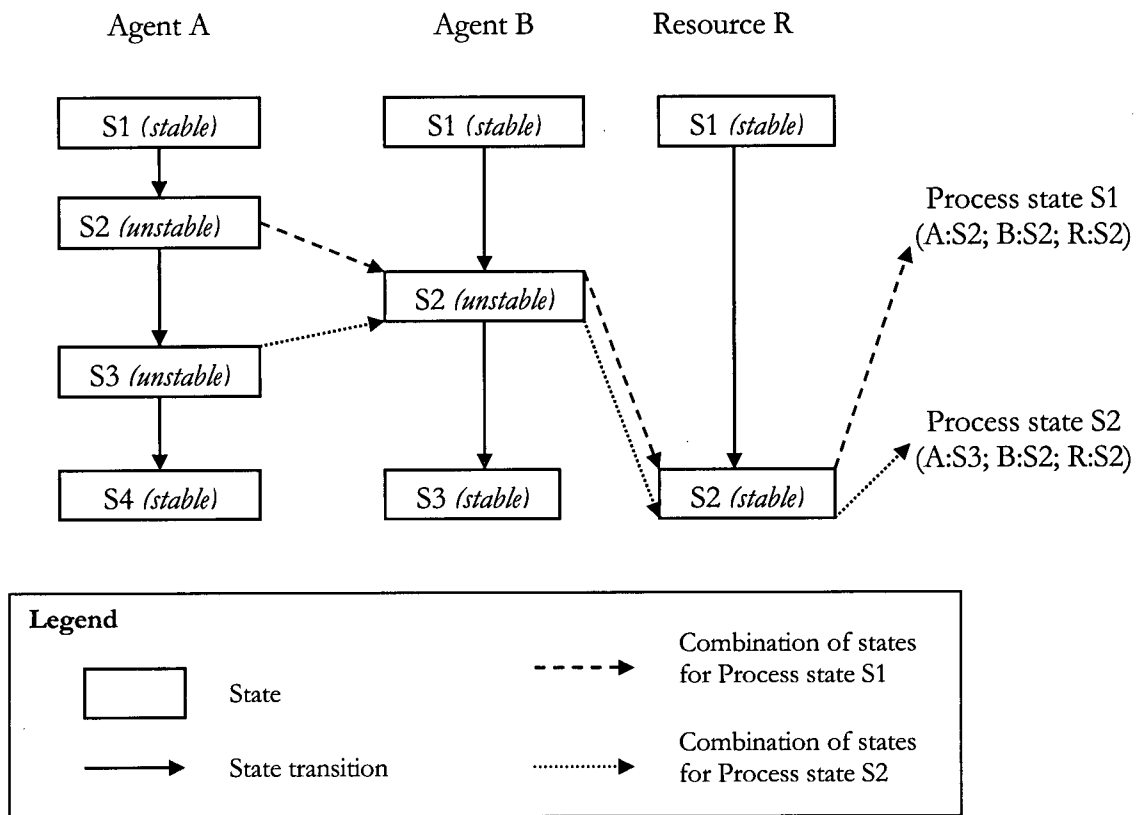 Agent A
Agent B
Resource R
S1 (stable)
S1 (stable)
S1 (stable)
S2 (unstable)
Process state S1
(A:S2; B:S2; R:S2)
S2 (unstable)
S3 (unstable)
Process state S2
(A:S3; B:S2; R:S2)
S4 (stable)
S3 (stable)
S2 (stable)
Legend
State
Combination of states
for Process state S1
State transition
Combination of states
for Process state S2